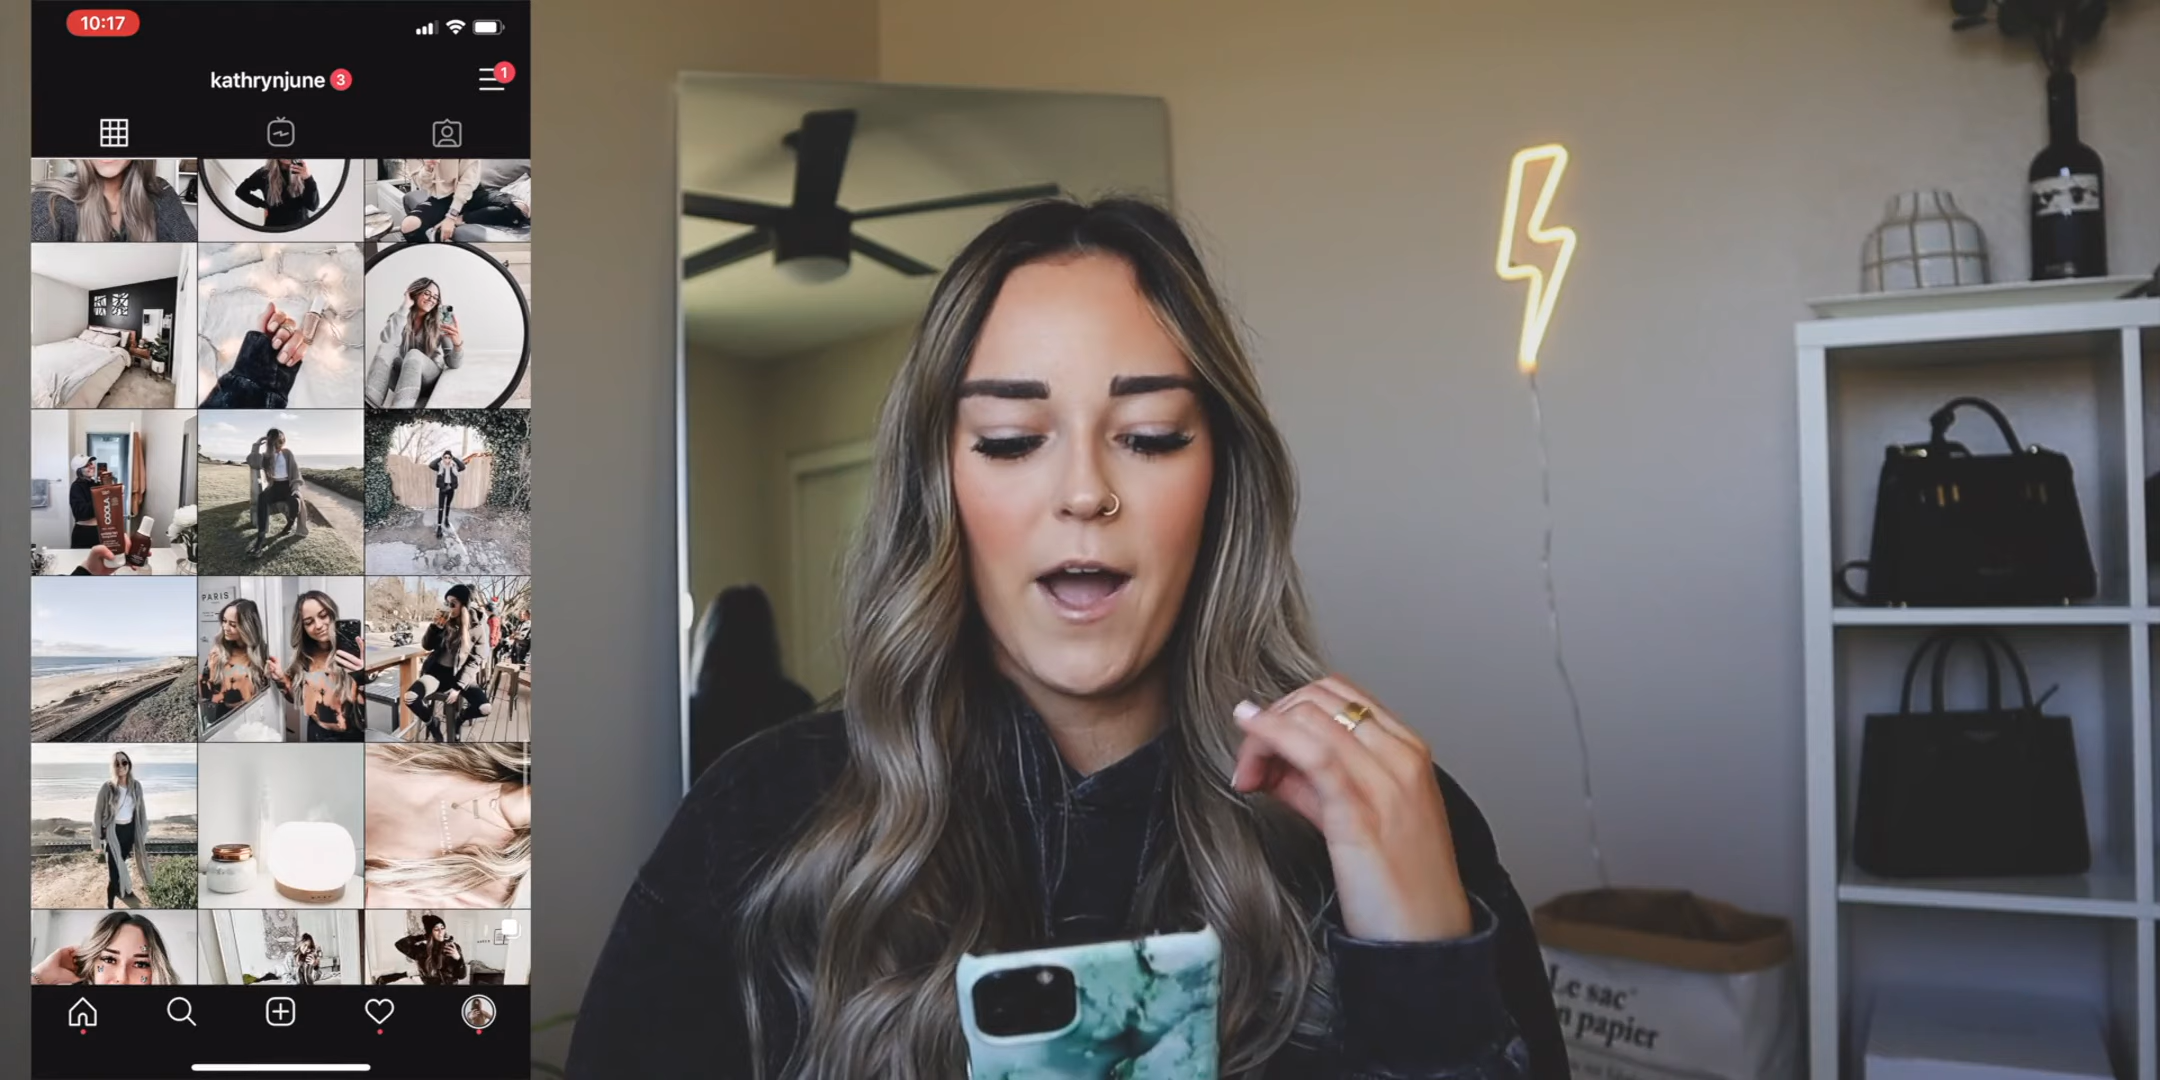 10:17
kathrynjune 3
1
COOLA
PARIS
Le sac
n papier